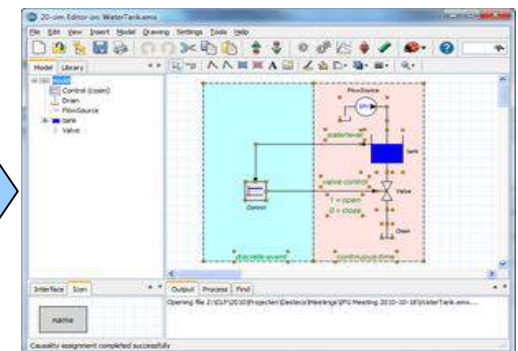 20-sim Editor on: WaterTank.emx
File Edit View Insert Model Drawing Settings Tools Help
Model Library
model
Control (cosim)
Drain
FlowSource
tank
Valve
FlowSource
waterlevel
tank
valve control
Valve
1 = open
0 = close
Control
Drain
discrete-event
continuous-time
Interface Icon
Output Process Find
name
Opening file
Causality assignment completed successfully